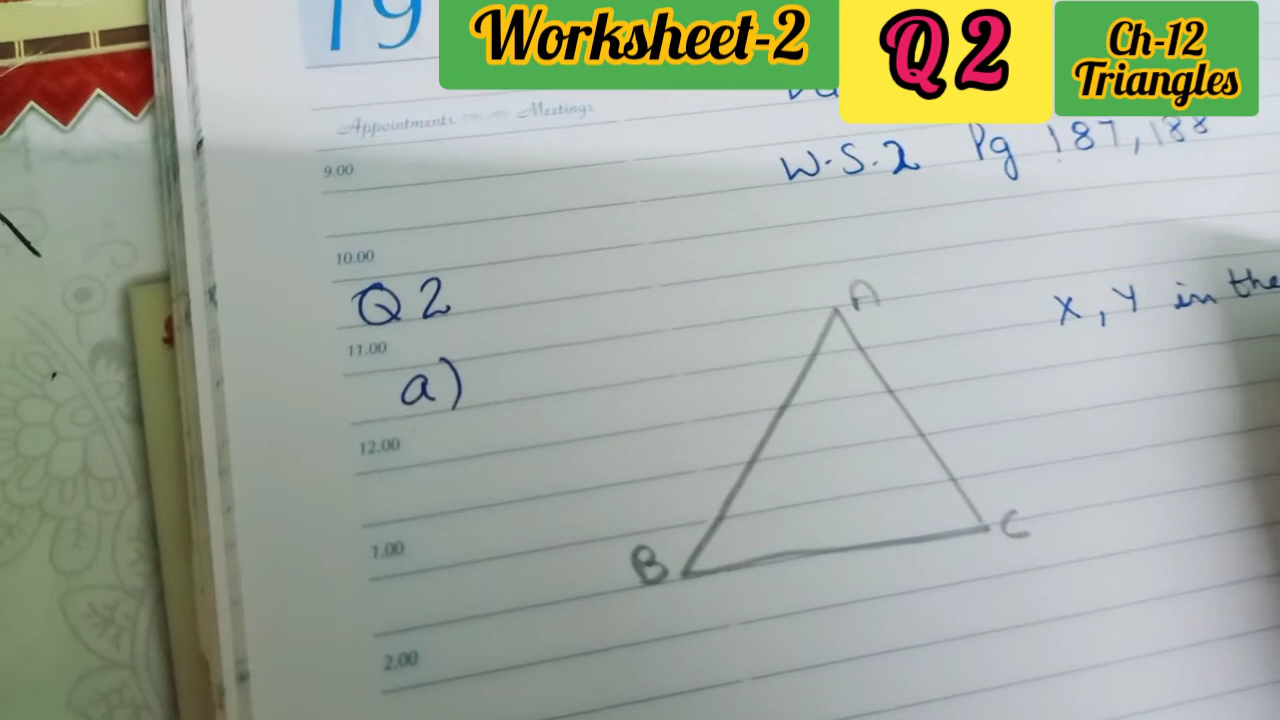 Worksheet-2
Q2
Ch-12
Triangles
19
Appointments
Meetings
9.00
W.S.2 Pg 187, 188
10.00
Q2
A
X, Y in the
11.00
a)
12.00
1.00
B
C
2.00